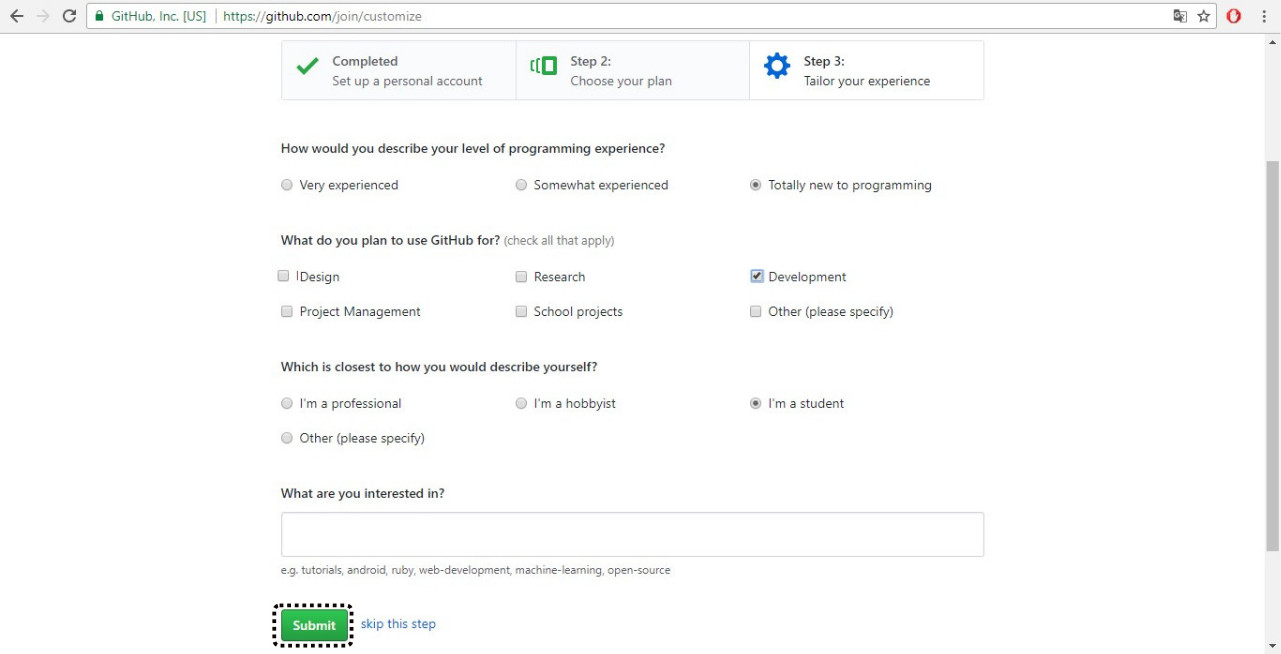 GitHub, Inc. [US] | https://github.com/join/customize
Completed
Set up a personal account
Step 2:
Choose your plan
Step 3:
Tailor your experience
How would you describe your level of programming experience?
Very experienced Somewhat experienced Totally new to programming
What do you plan to use GitHub for? (check all that apply)
Design Research Development
Project Management School projects Other (please specify)
Which is closest to how you would describe yourself?
I'm a professional I'm a hobbyist I'm a student
Other (please specify)
What are you interested in?
e.g. tutorials, android, ruby, web-development, machine-learning, open-source
Submit skip this step